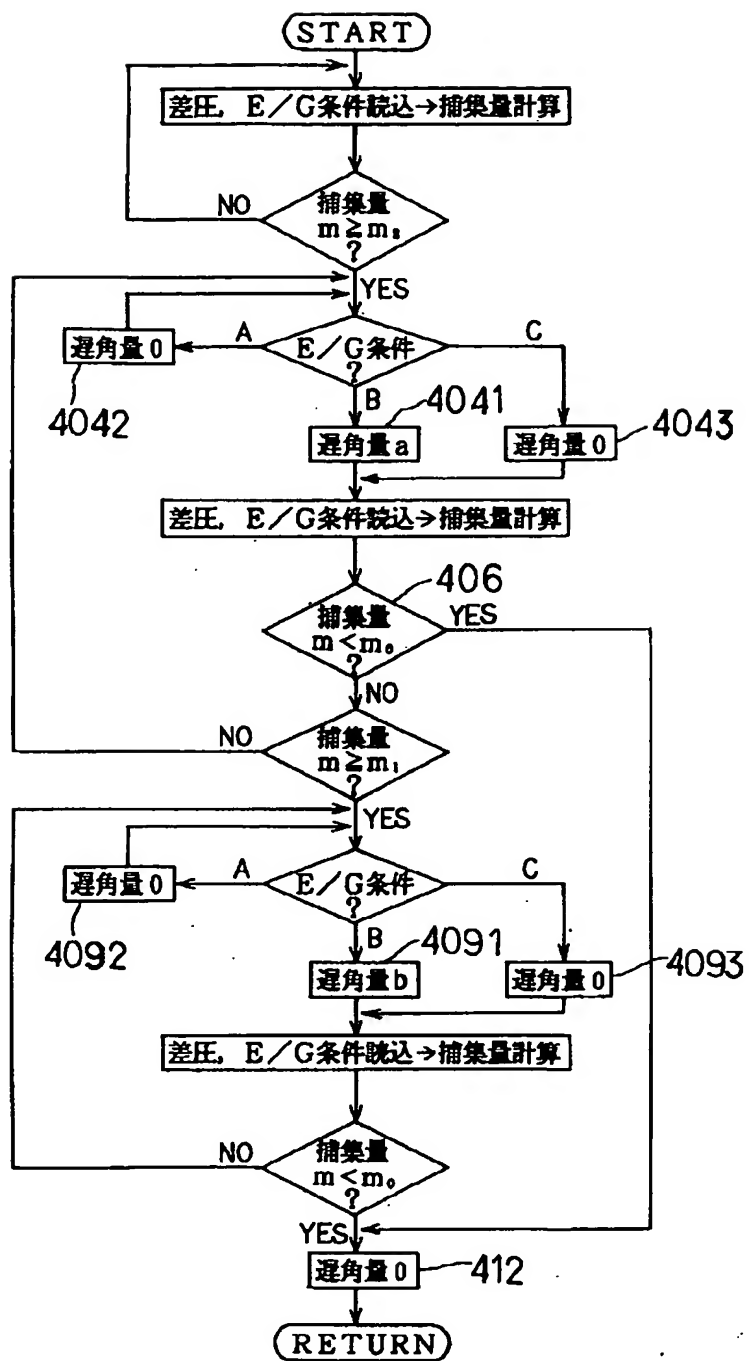 START
差圧, E/G条件読込→捕集量計算
捕集量
m≧m₂
?
NO
YES
E/G条件
?
A
B
C
遅角量0
4042
遅角量a
4041
遅角量0
4043
差圧, E/G条件読込→捕集量計算
捕集量
m<m₀
?
406
YES
NO
捕集量
m≧m₁
?
NO
YES
E/G条件
?
A
B
C
遅角量0
4092
遅角量b
4091
遅角量0
4093
差圧, E/G条件読込→捕集量計算
捕集量
m<m₀
?
NO
YES
遅角量0
412
RETURN